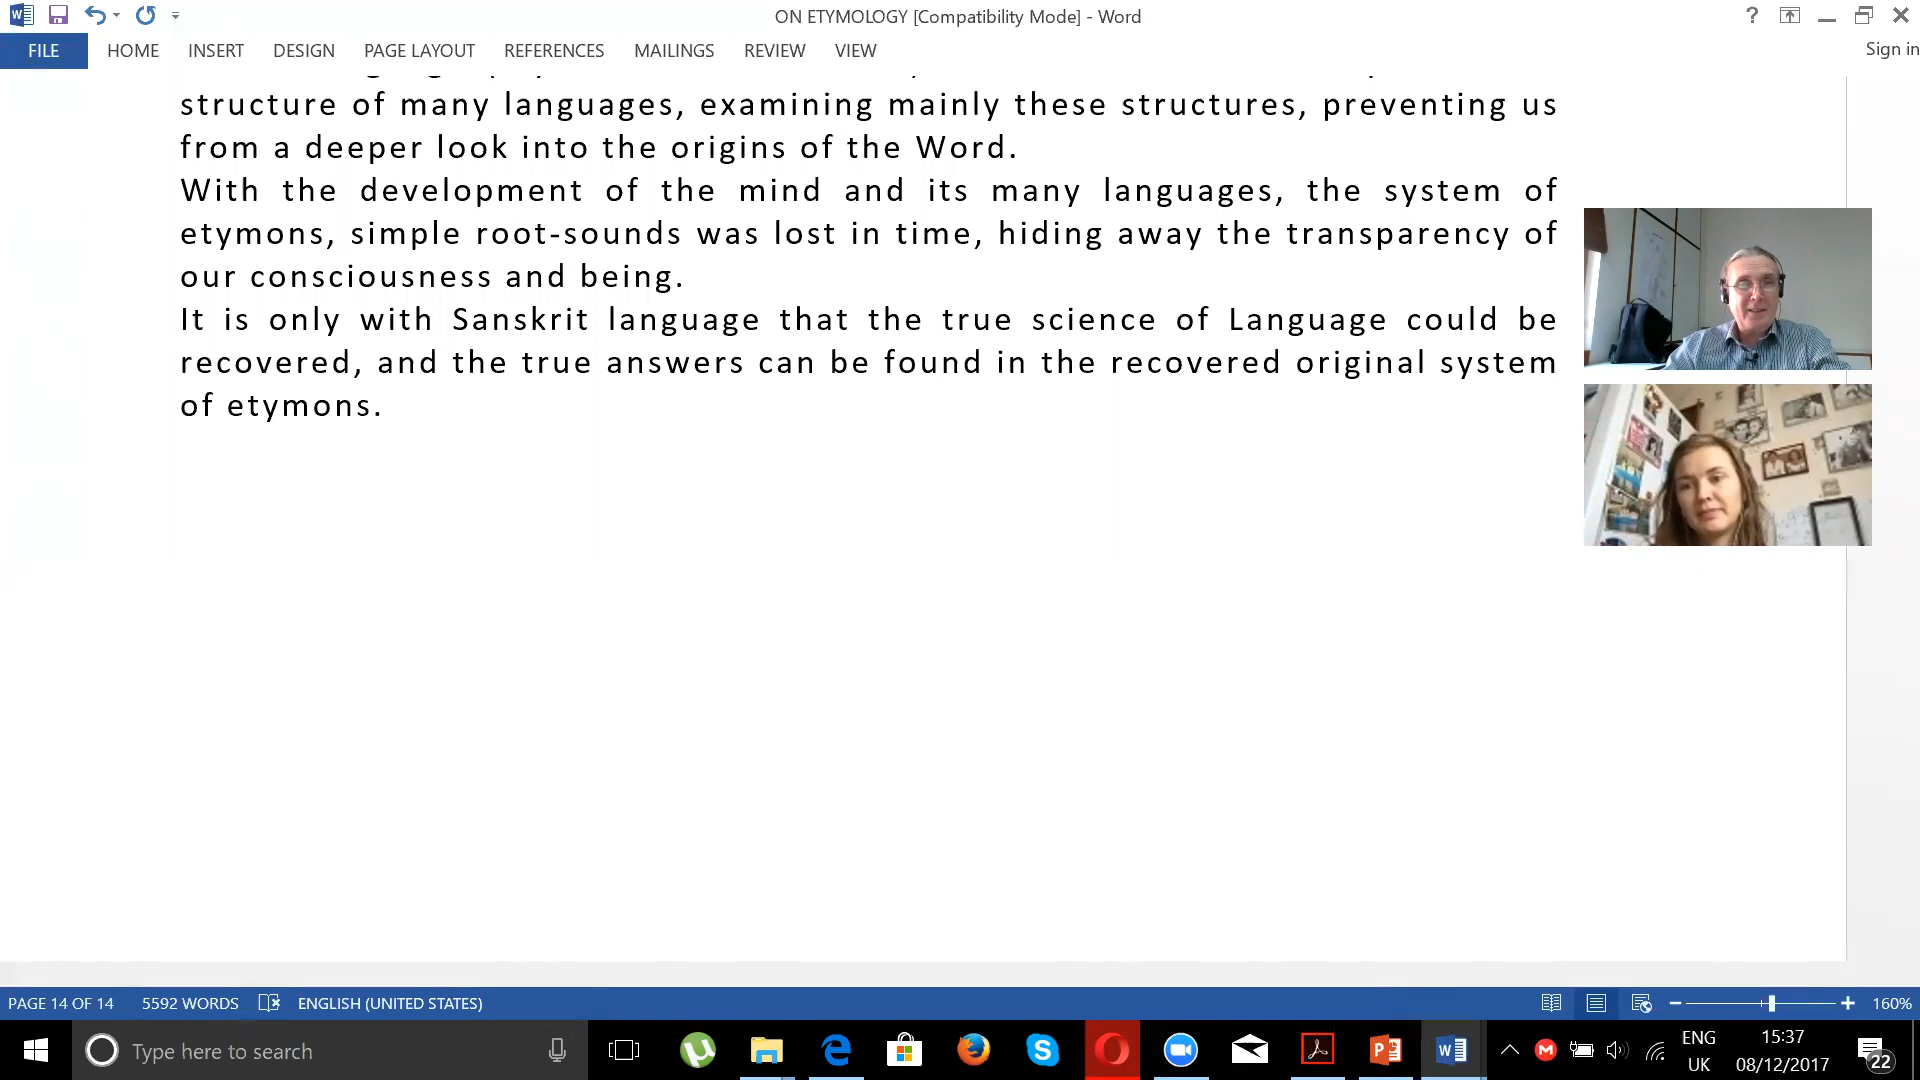 ON ETYMOLOGY [Compatibility Mode] - Word
?
FILE HOME INSERT DESIGN PAGE LAYOUT REFERENCES MAILINGS REVIEW VIEW
Sign in
structure of many languages, examining mainly these structures, preventing us
from a deeper look into the origins of the Word.
With the development of the mind and its many languages, the system of
etymons, simple root-sounds was lost in time, hiding away the transparency of
our consciousness and being.
It is only with Sanskrit language that the true science of Language could be
recovered, and the true answers can be found in the recovered original system
of etymons.
PAGE 14 OF 14 5592 WORDS ENGLISH (UNITED STATES) 160%
Type here to search
ENG
UK
15:37
08/12/2017
22